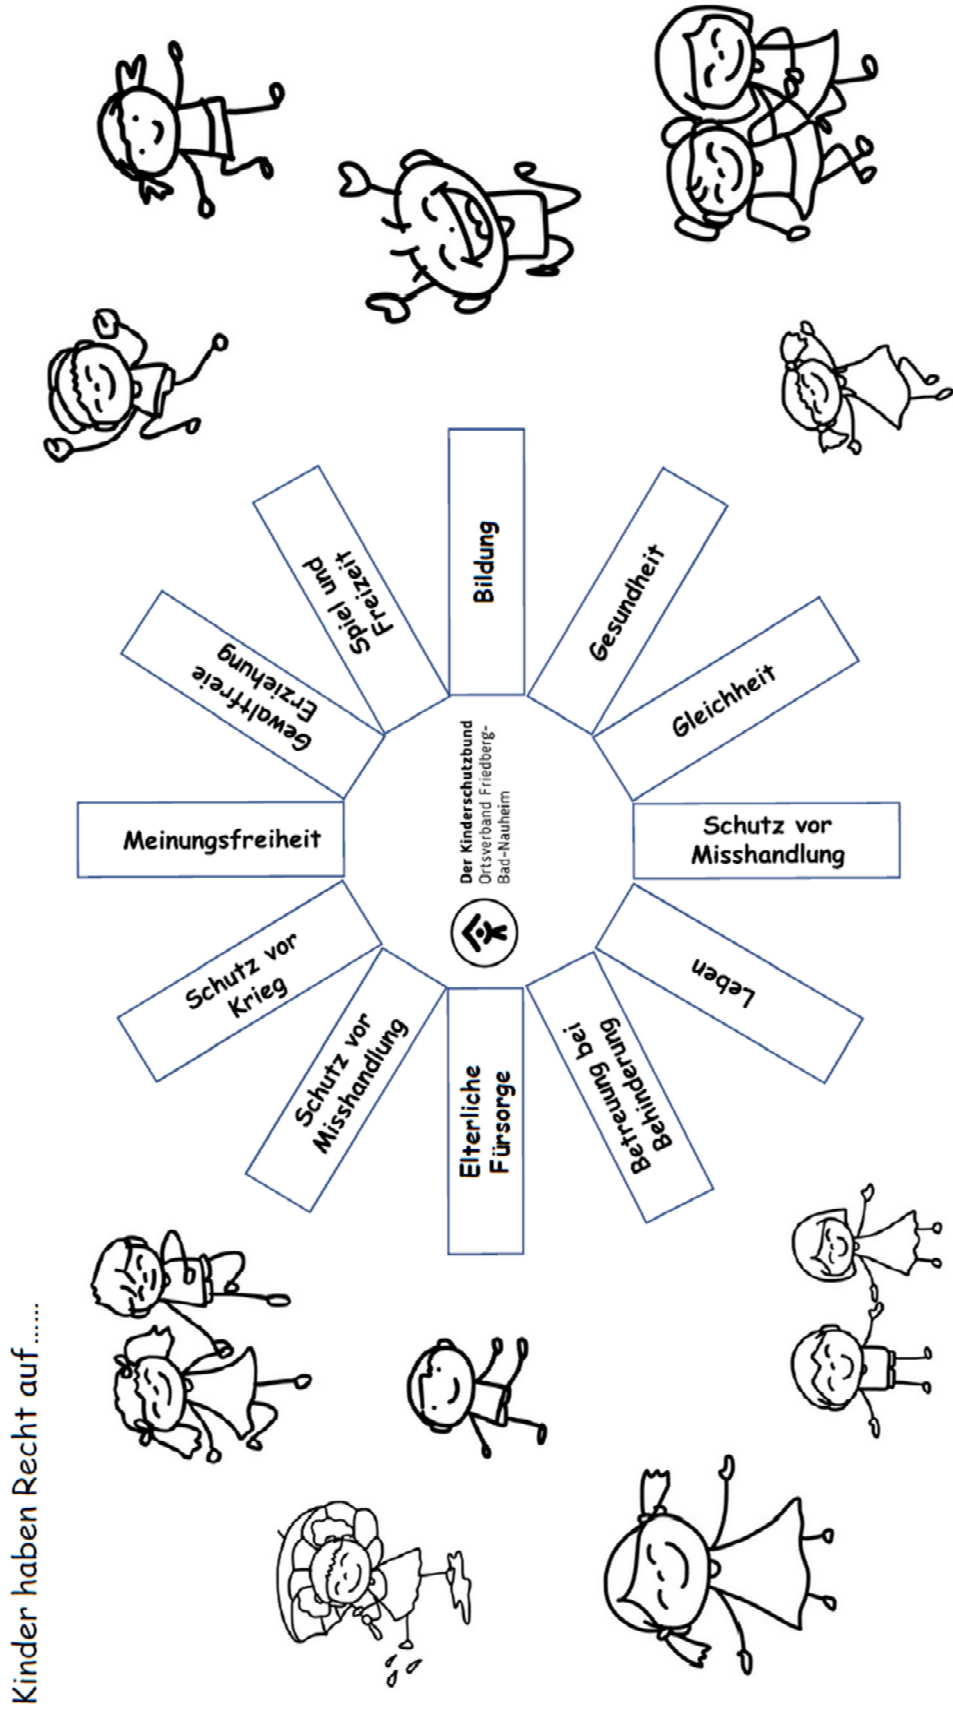 Kinder haben Recht auf......
Bildung
Gesundheit
Gleichheit
Schutz vor
Misshandlung
Leben
Betreuung bei
Behinderung
Elterliche
Fürsorge
Schutz vor
Misshandlung
Schutz vor
Krieg
Meinungsfreiheit
Gewaltfreie
Erziehung
Spiel und
Freizeit
Der Kinderschutzbund
Ortsverband Friedberg-
Bad-Nauheim